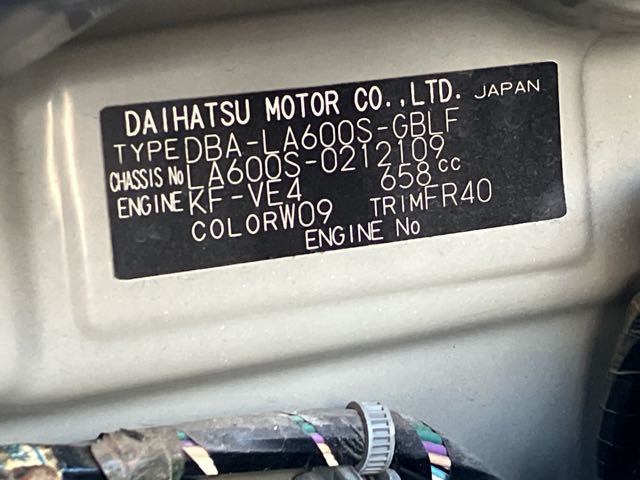 DAIHATSU MOTOR CO.,LTD. JAPAN
TYPE DBA-LA600S-GBLF
CHASSIS No LA600S-0212109
ENGINE KF-VE4 658cc
COLOR W09 TRIM FR40
ENGINE No